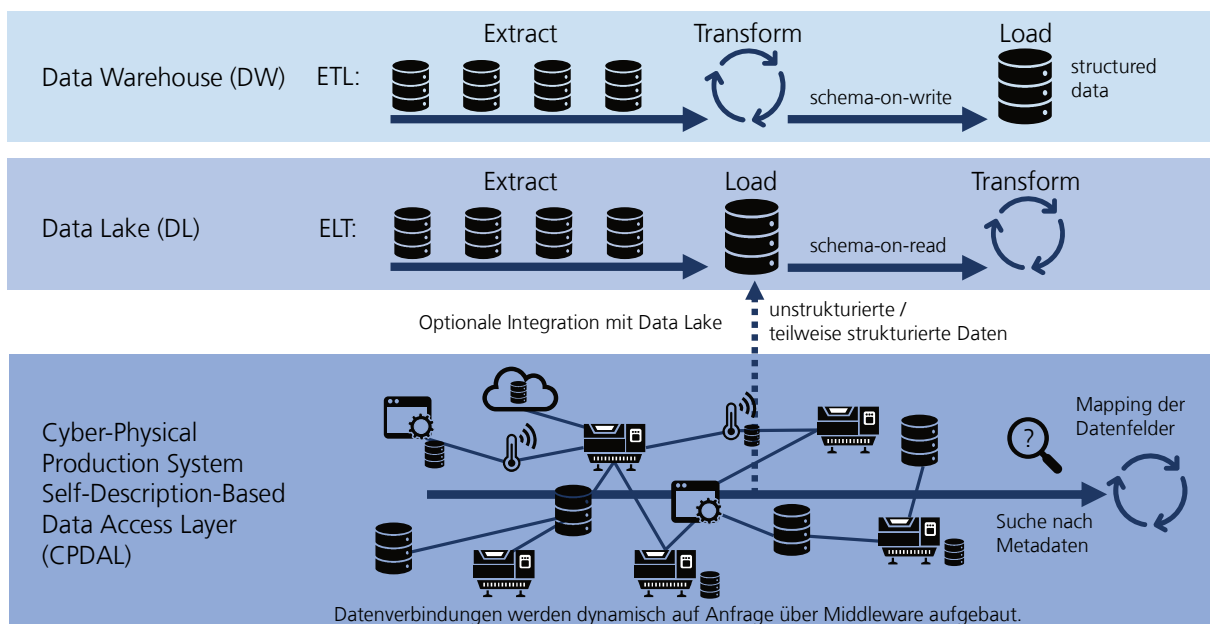 Extract
Transform
Load
Data Warehouse (DW)
ETL:
schema-on-write
structured
data
Extract
Load
Transform
Data Lake (DL)
ELT:
schema-on-read
Optionale Integration mit Data Lake
unstrukturierte /
teilweise strukturierte Daten
Cyber-Physical
Production System
Self-Description-Based
Data Access Layer
(CPDAL)
?
Mapping der
Datenfelder
Suche nach
Metadaten
Datenverbindungen werden dynamisch auf Anfrage über Middleware aufgebaut.